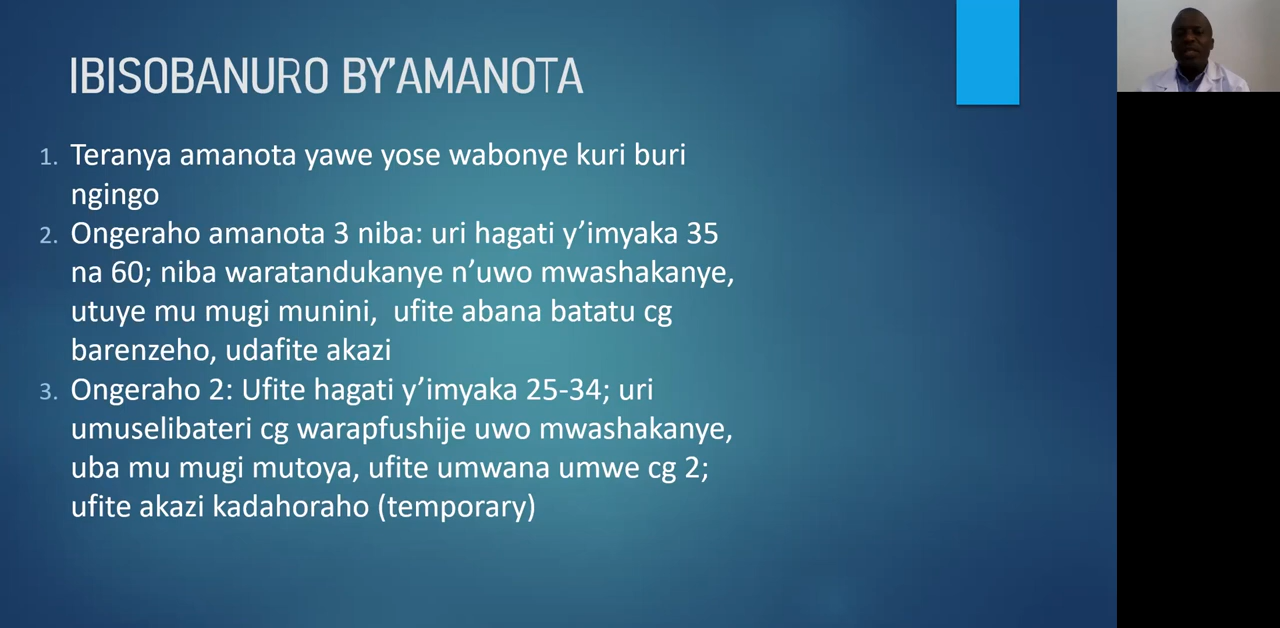 IBISOBANURO BY’AMANOTA
1. Teranya amanota yawe yose wabonye kuri buri
ngingo
2. Ongeraho amanota 3 niba: uri hagati y’imyaka 35
na 60; niba waratandukanye n’uwo mwashakanye,
utuye mu mugi munini, ufite abana batatu cg
barenzeho, udafite akazi
3. Ongeraho 2: Ufite hagati y’imyaka 25-34; uri
umuselibateri cg warapfushije uwo mwashakanye,
uba mu mugi mutoya, ufite umwana umwe cg 2;
ufite akazi kadahoraho (temporary)